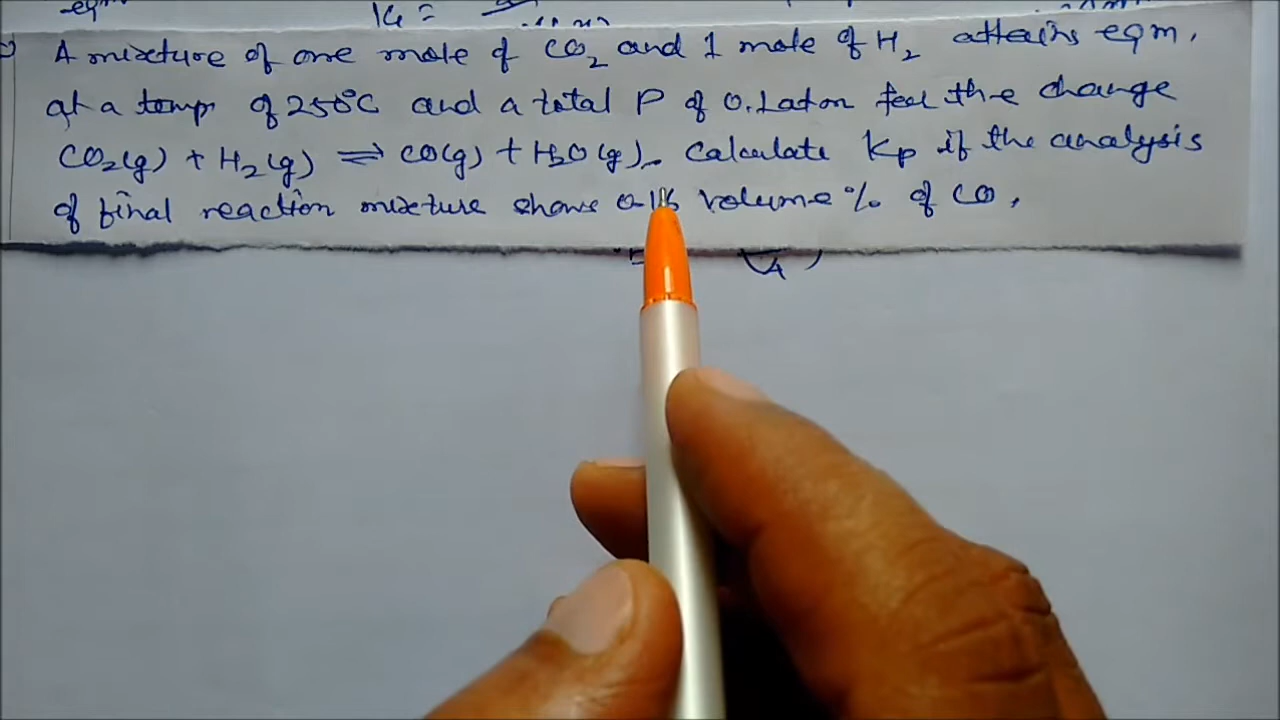 eqm
K =
A mixture of one mole of CO2 and 1 mole of H2 attains eqm.
at a temp of 250°C and a total P of 0.1 atm for the change
CO2(g) + H2(g) ⇌ CO(g) + H2O(g). Calculate Kp if the analysis
of final reaction mixture shows 0.16 volume % of CO.